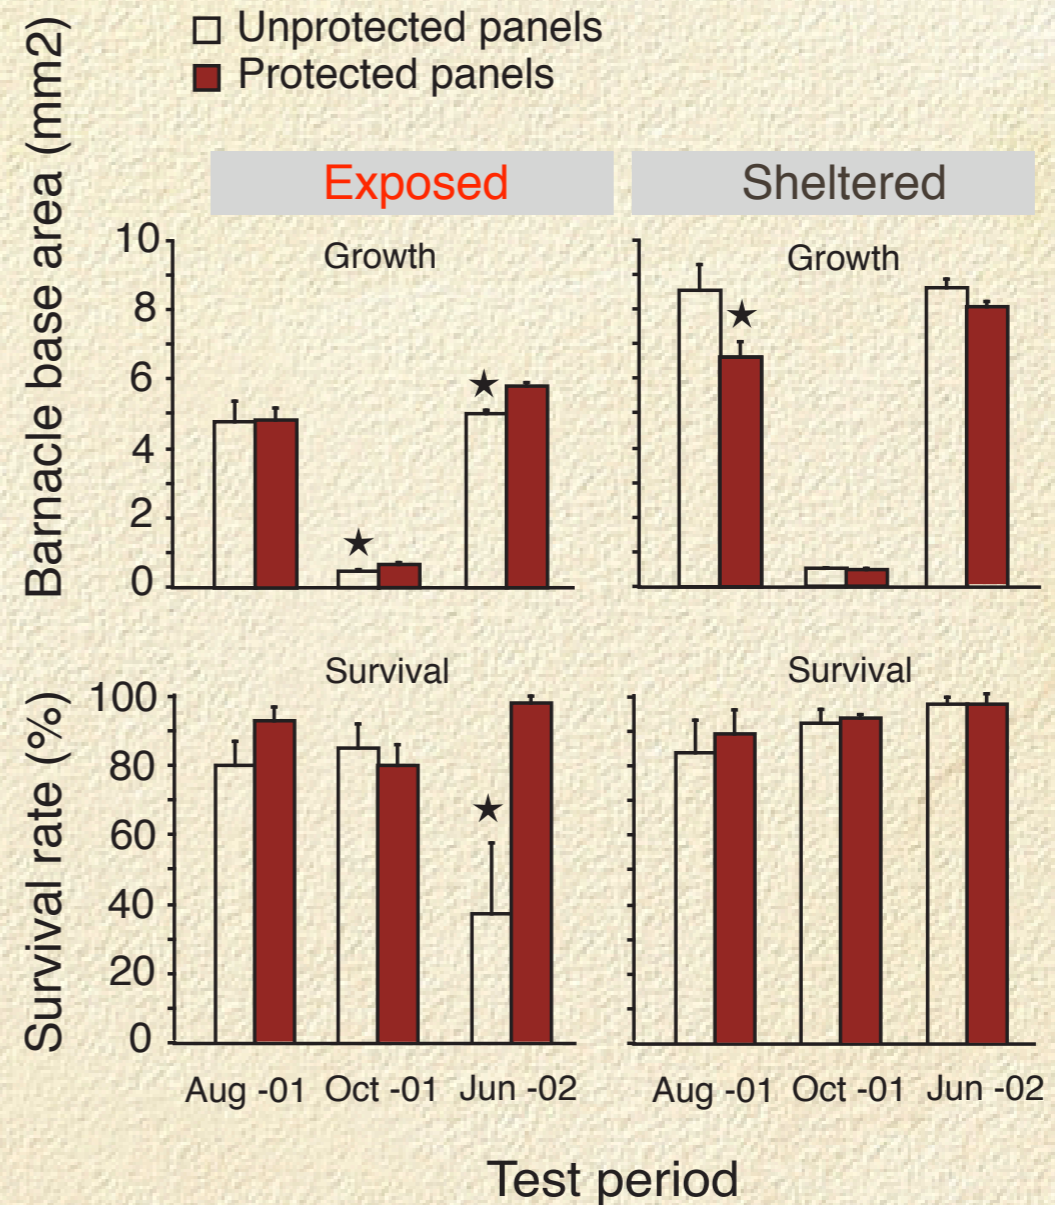 Unprotected panels
Protected panels
Barnacle base area (mm2)
Exposed
Sheltered
Growth
10
8
6
4
2
0
Growth
Survival rate (%)
Survival
100
80
60
40
20
0
Survival
Aug -01 Oct -01 Jun -02
Aug -01 Oct -01 Jun -02
Test period